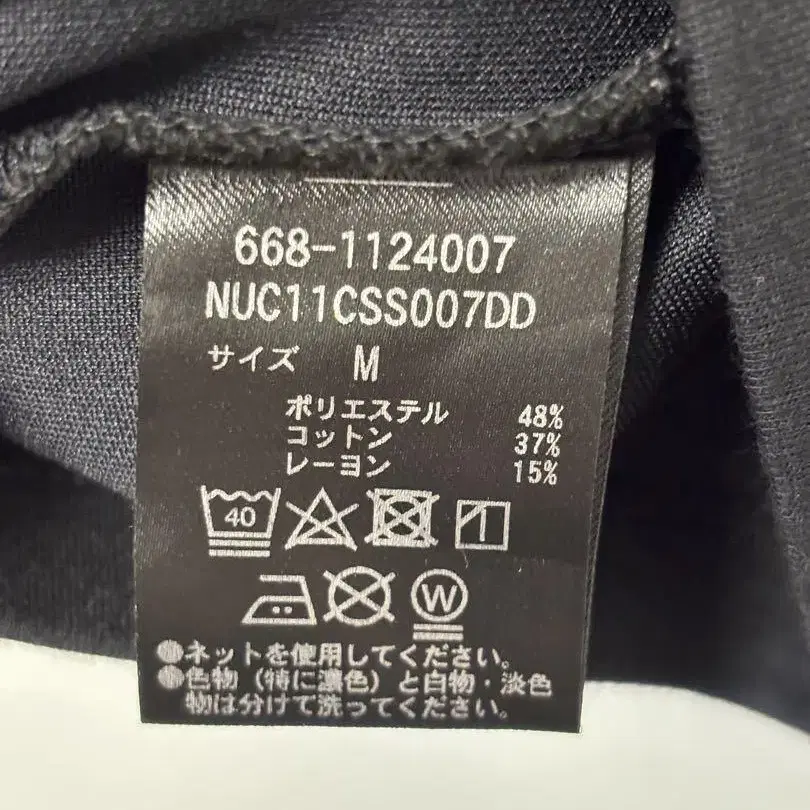 668-1124007
NUC11CSS007DD
サイズ M
ポリエステル 48%
コットン 37%
レーヨン 15%
40
W
●ネットを使用してください。
●色物（特に濃色）と白物・淡色
物は分けて洗ってください。